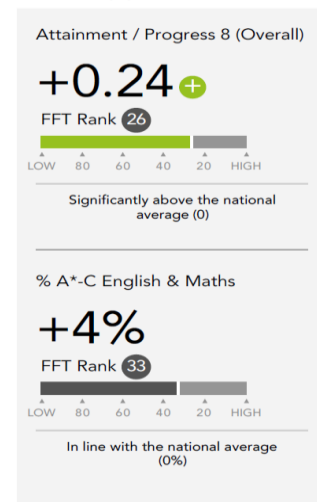 Attainment / Progress 8 (Overall)
+0.24 +
FFT Rank 26
LOW 80 60 40 20 HIGH
Significantly above the national
average (0)
% A*-C English & Maths
+4%
FFT Rank 33
LOW 80 60 40 20 HIGH
In line with the national average
(0%)